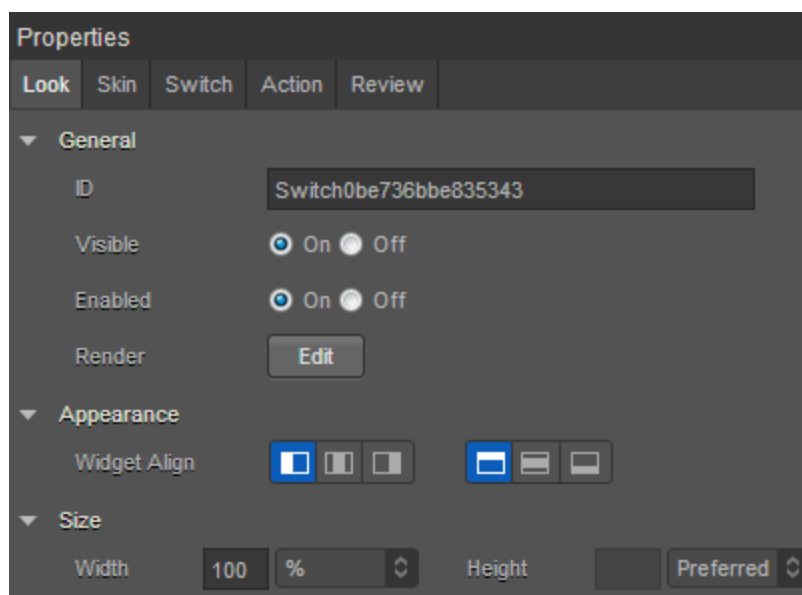 Properties
Look Skin Switch Action Review
General
ID Switch0be736bbe835343
Visible On Off
Enabled On Off
Render Edit
Appearance
Widget Align
Size
Width 100 % Height Preferred